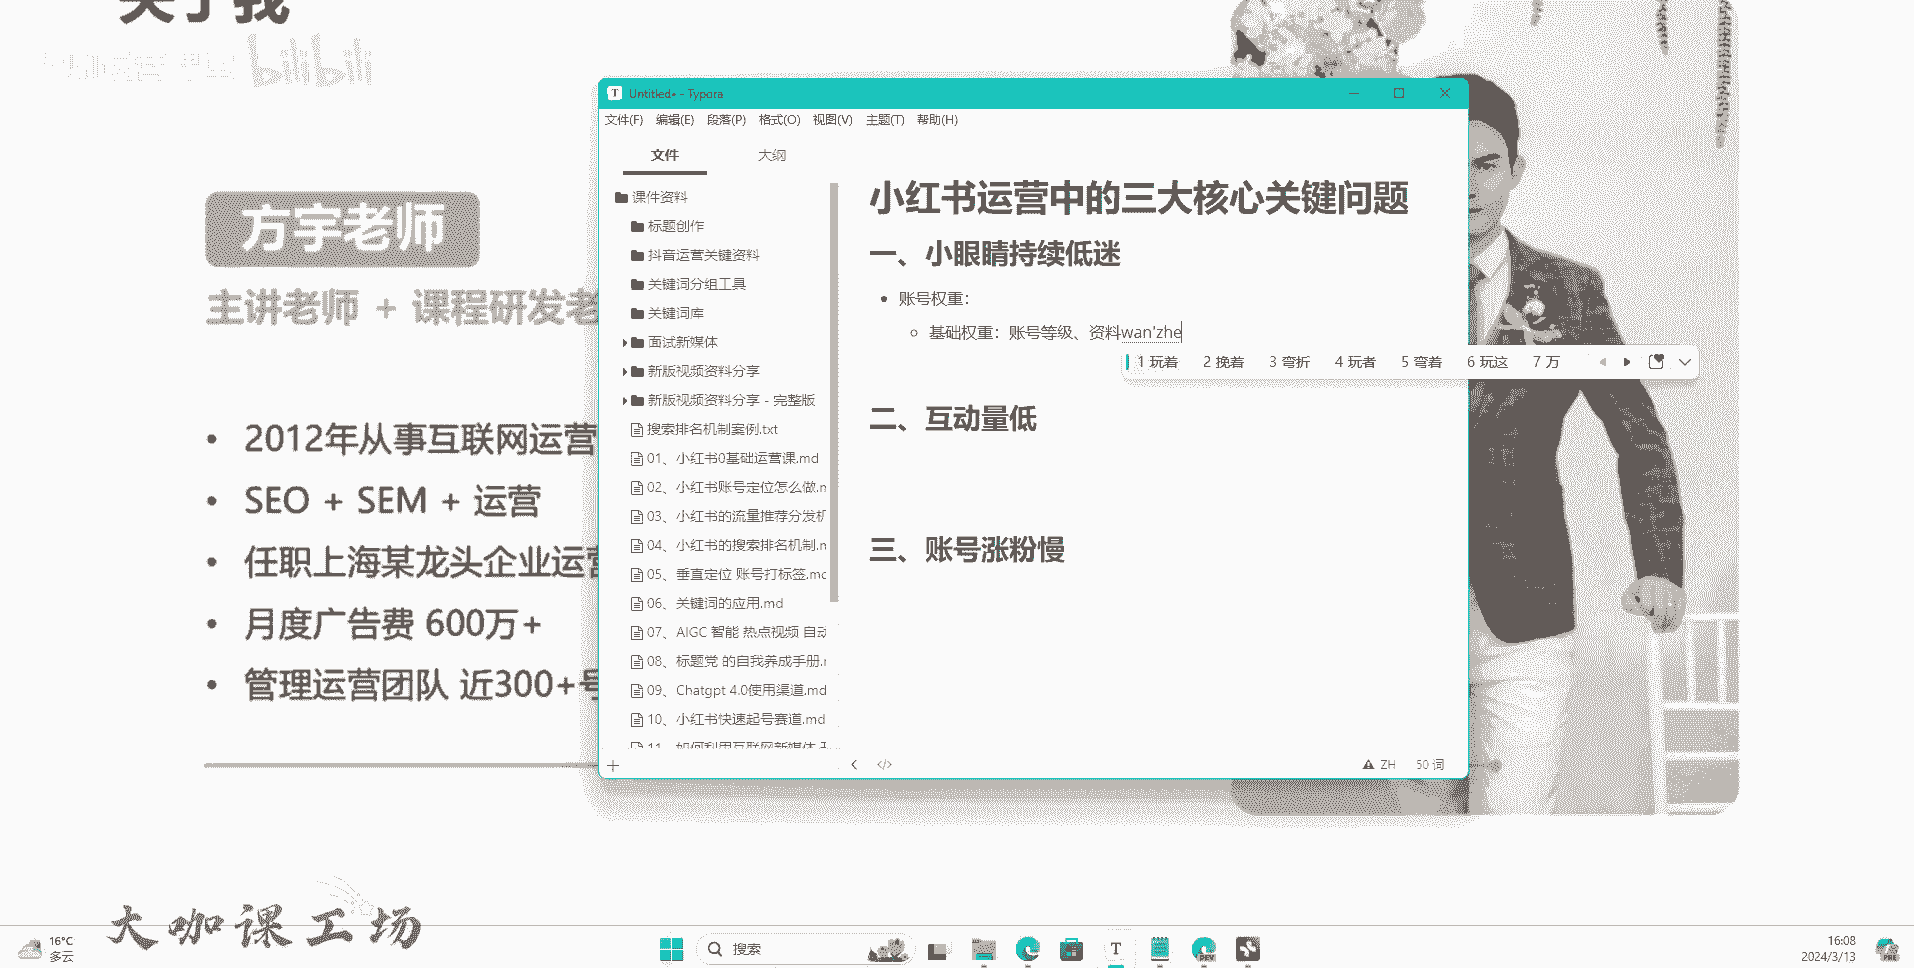 关于我
bilibili
方宇老师
主讲老师 + 课程研发老
• 2012年从事互联网运营
• SEO + SEM + 运营
• 任职上海某龙头企业运营
• 月度广告费 600万+
• 管理运营团队 近300+号
Untitled• - Typora
文件(F) 编辑(E) 段落(P) 格式(O) 视图(V) 主题(T) 帮助(H)
文件 大纲
课件资料
标题创作
抖音运营关键资料
关键词分组工具
关键词库
面试新媒体
新版视频资料分享
新版视频资料分享 - 完整版
搜索排名机制案例.txt
01、小红书0基础运营课.md
02、小红书账号定位怎么做.m
03、小红书的流量推荐分发机
04、小红书的搜索排名机制.m
05、垂直定位 账号打标签.mc
06、关键词的应用.md
07、AIGC 智能 热点视频 自动
08、标题党 的自我养成手册.r
09、Chatgpt 4.0使用渠道.md
10、小红书快速起号赛道.md
11、如何利用互联网新媒体
小红书运营中的三大核心关键问题
一、小眼睛持续低迷
• 账号权重：
○ 基础权重：账号等级、资料wan'zhe
1 玩着 2 挽着 3 弯折 4 玩者 5 弯着 6 玩这 7 万
二、互动量低
三、账号涨粉慢
ZH 50 词
大咖课工场
16°C
多云
搜索
DEV
16:08
2024/3/13
PRE